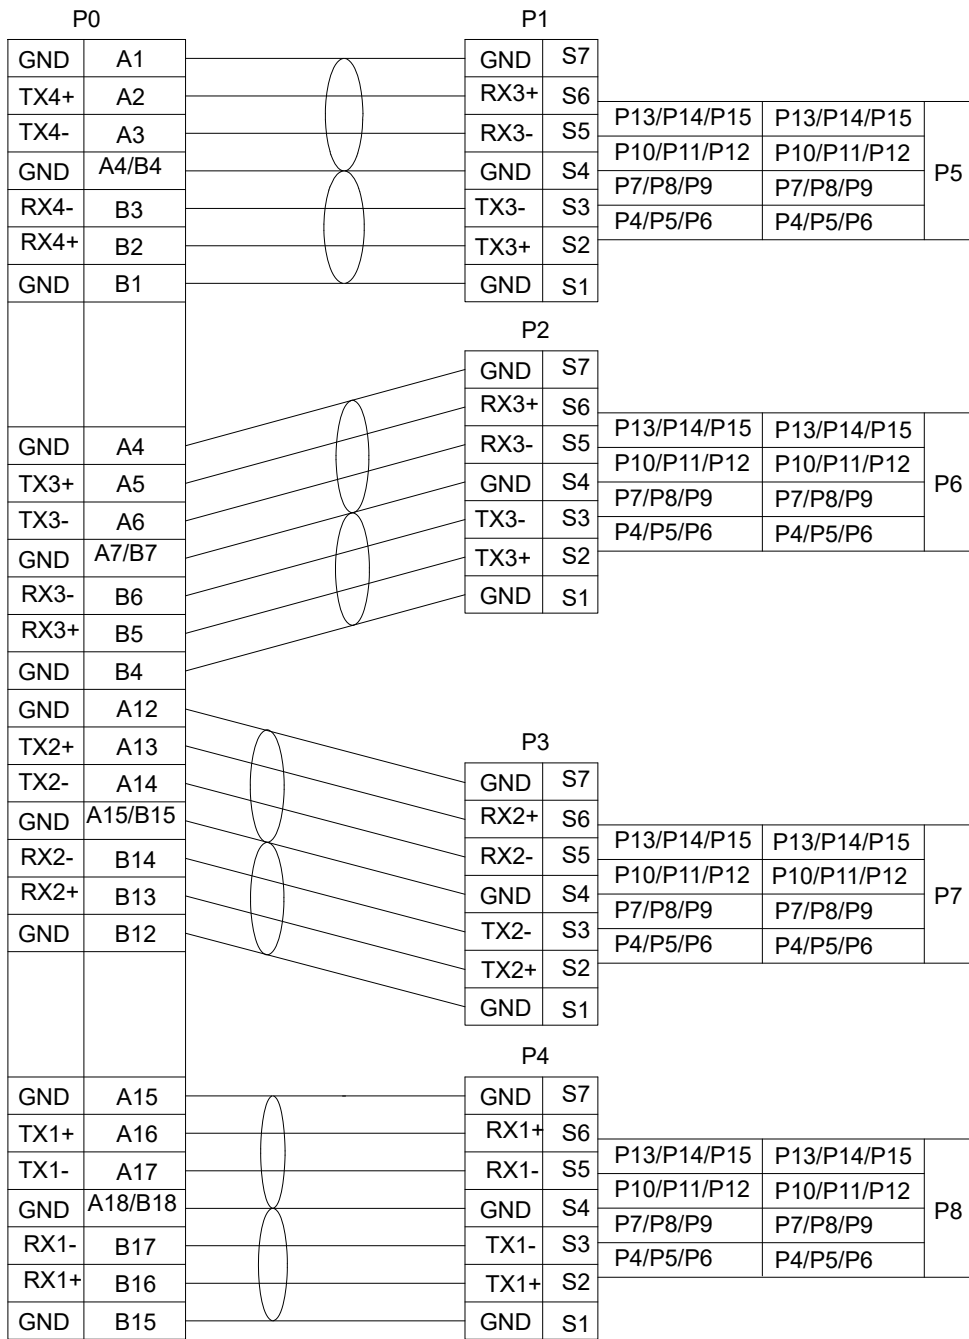 P0 P1
GND A1 GND S7
TX4+ A2 RX3+ S6
P13/P14/P15 P13/P14/P15
TX4- A3 RX3- S5
P10/P11/P12 P10/P11/P12
GND A4/B4 GND S4
P5
P7/P8/P9 P7/P8/P9
RX4- B3 TX3- S3
P4/P5/P6 P4/P5/P6
RX4+ B2 TX3+ S2
GND B1 GND S1
P2
GND S7
RX3+ S6
P13/P14/P15 P13/P14/P15
GND A4 RX3- S5
P10/P11/P12 P10/P11/P12
TX3+ A5 GND S4
P6
P7/P8/P9 P7/P8/P9
TX3- A6 TX3- S3
P4/P5/P6 P4/P5/P6
GND A7/B7 TX3+ S2
RX3- B6 GND S1
RX3+ B5
GND B4
GND A12
TX2+ A13 P3
TX2- A14 GND S7
GND A15/B15 RX2+ S6
P13/P14/P15 P13/P14/P15
RX2- B14 RX2- S5
P10/P11/P12 P10/P11/P12
RX2+ B13 GND S4
P7
P7/P8/P9 P7/P8/P9
GND B12 TX2- S3
P4/P5/P6 P4/P5/P6
TX2+ S2
GND S1
P4
GND A15 GND S7
TX1+ A16 RX1+ S6
P13/P14/P15 P13/P14/P15
TX1- A17 RX1- S5
P10/P11/P12 P10/P11/P12
GND A18/B18 GND S4
P8
P7/P8/P9 P7/P8/P9
RX1- B17 TX1- S3
P4/P5/P6 P4/P5/P6
RX1+ B16 TX1+ S2
GND B15 GND S1